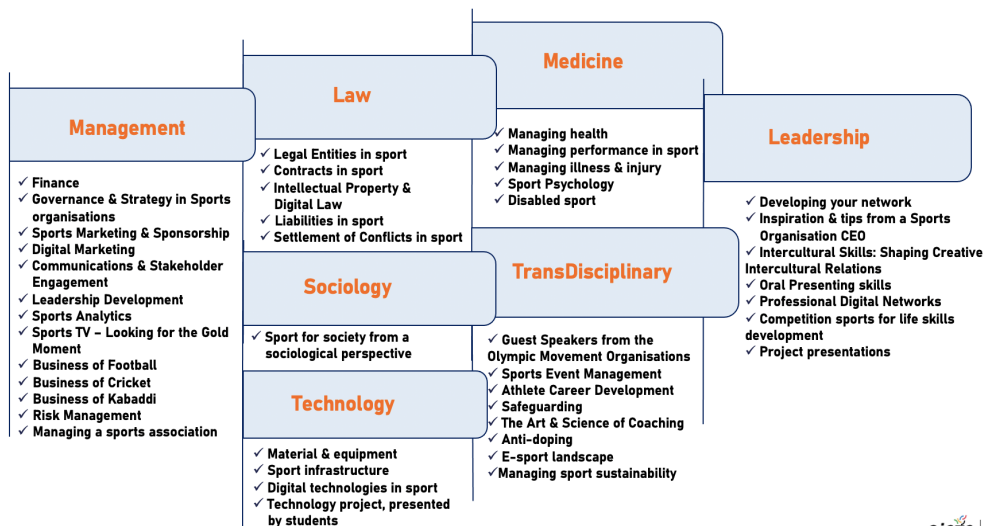 Management
✓ Finance
✓ Governance & Strategy in Sports
organisations
✓ Sports Marketing & Sponsorship
✓ Digital Marketing
✓ Communications & Stakeholder
Engagement
✓ Leadership Development
✓ Sports Analytics
✓ Sports TV – Looking for the Gold
Moment
✓ Business of Football
✓ Business of Cricket
✓ Business of Kabaddi
✓ Risk Management
✓ Managing a sports association
Law
✓ Legal Entities in sport
✓ Contracts in sport
✓ Intellectual Property &
Digital Law
✓ Liabilities in sport
✓ Settlement of Conflicts in sport
Sociology
✓ Sport for society from a
sociological perspective
Technology
✓ Material & equipment
✓ Sport infrastructure
✓ Digital technologies in sport
✓ Technology project, presented
by students
Medicine
✓ Managing health
✓ Managing performance in sport
✓ Managing illness & injury
✓ Sport Psychology
✓ Disabled sport
TransDisciplinary
✓ Guest Speakers from the
Olympic Movement Organisations
✓ Sports Event Management
✓ Athlete Career Development
✓ Safeguarding
✓ The Art & Science of Coaching
✓ Anti-doping
✓ E-sport landscape
✓Managing sport sustainability
Leadership
✓ Developing your network
✓ Inspiration & tips from a Sports
Organisation CEO
✓ Intercultural Skills: Shaping Creative
Intercultural Relations
✓ Oral Presenting skills
✓ Professional Digital Networks
✓ Competition sports for life skills
development
✓ Project presentations